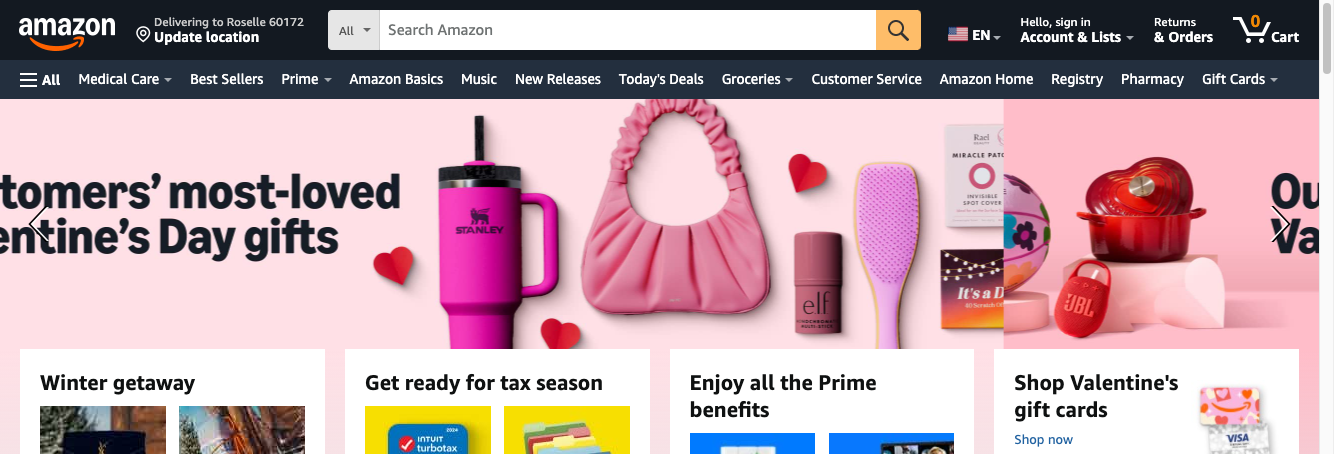 amazon
Delivering to Roselle 60172
Update location
All
Search Amazon
EN
Hello, sign in
Account & Lists
Returns
& Orders
0
Cart
All
Medical Care
Best Sellers
Prime
Amazon Basics
Music
New Releases
Today's Deals
Groceries
Customer Service
Amazon Home
Registry
Pharmacy
Gift Cards
tomers' most-loved
entine's Day gifts
STANLEY
e.l.f
Rael
BEAUTY
MIRACLE PATC
INVISIBLE
SPOT COVER
It's a D
JBL
Ou
Va
Winter getaway
Get ready for tax season
2024
INTUIT
turbotax
Enjoy all the Prime
benefits
Shop Valentine's
gift cards
Shop now
VISA